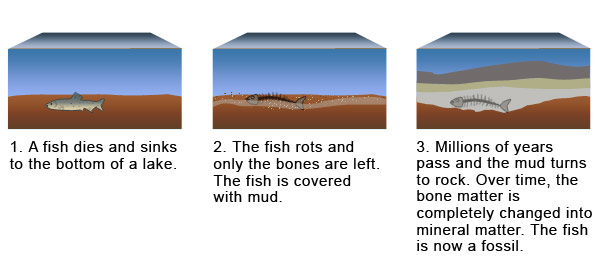 1. A fish dies and sinks
to the bottom of a lake.
2. The fish rots and
only the bones are left.
The fish is covered
with mud.
3. Millions of years
pass and the mud turns
to rock. Over time, the
bone matter is
completely changed into
mineral matter. The fish
is now a fossil.